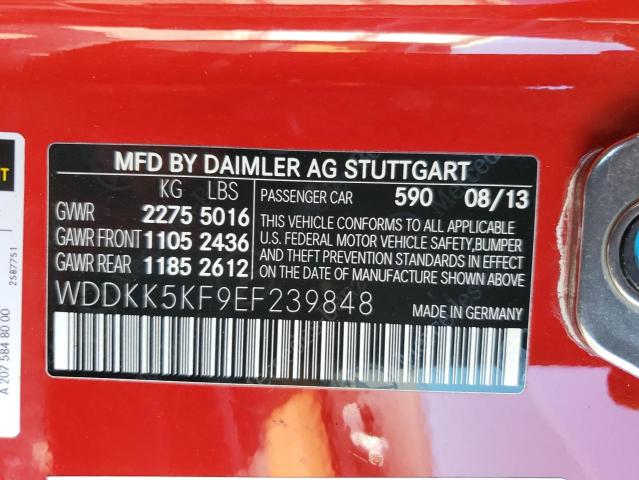 MFD BY DAIMLER AG STUTTGART
KG LBS
GWR 2275 5016
GAWR FRONT 1105 2436
GAWR REAR 1185 2612
PASSENGER CAR 590 08/13
THIS VEHICLE CONFORMS TO ALL APPLICABLE
U.S. FEDERAL MOTOR VEHICLE SAFETY,BUMPER
AND THEFT PREVENTION STANDARDS IN EFFECT
ON THE DATE OF MANUFACTURE SHOWN ABOVE.
WDDKK5KF9EF239848
MADE IN GERMANY
A 207 584 80 00
2587751